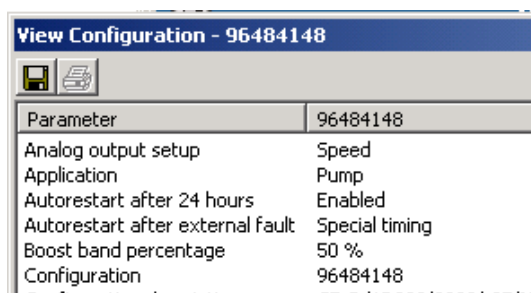 View Configuration - 96484148
Parameter 96484148
Analog output setup Speed
Application Pump
Autorestart after 24 hours Enabled
Autorestart after external fault Special timing
Boost band percentage 50 %
Configuration 96484148